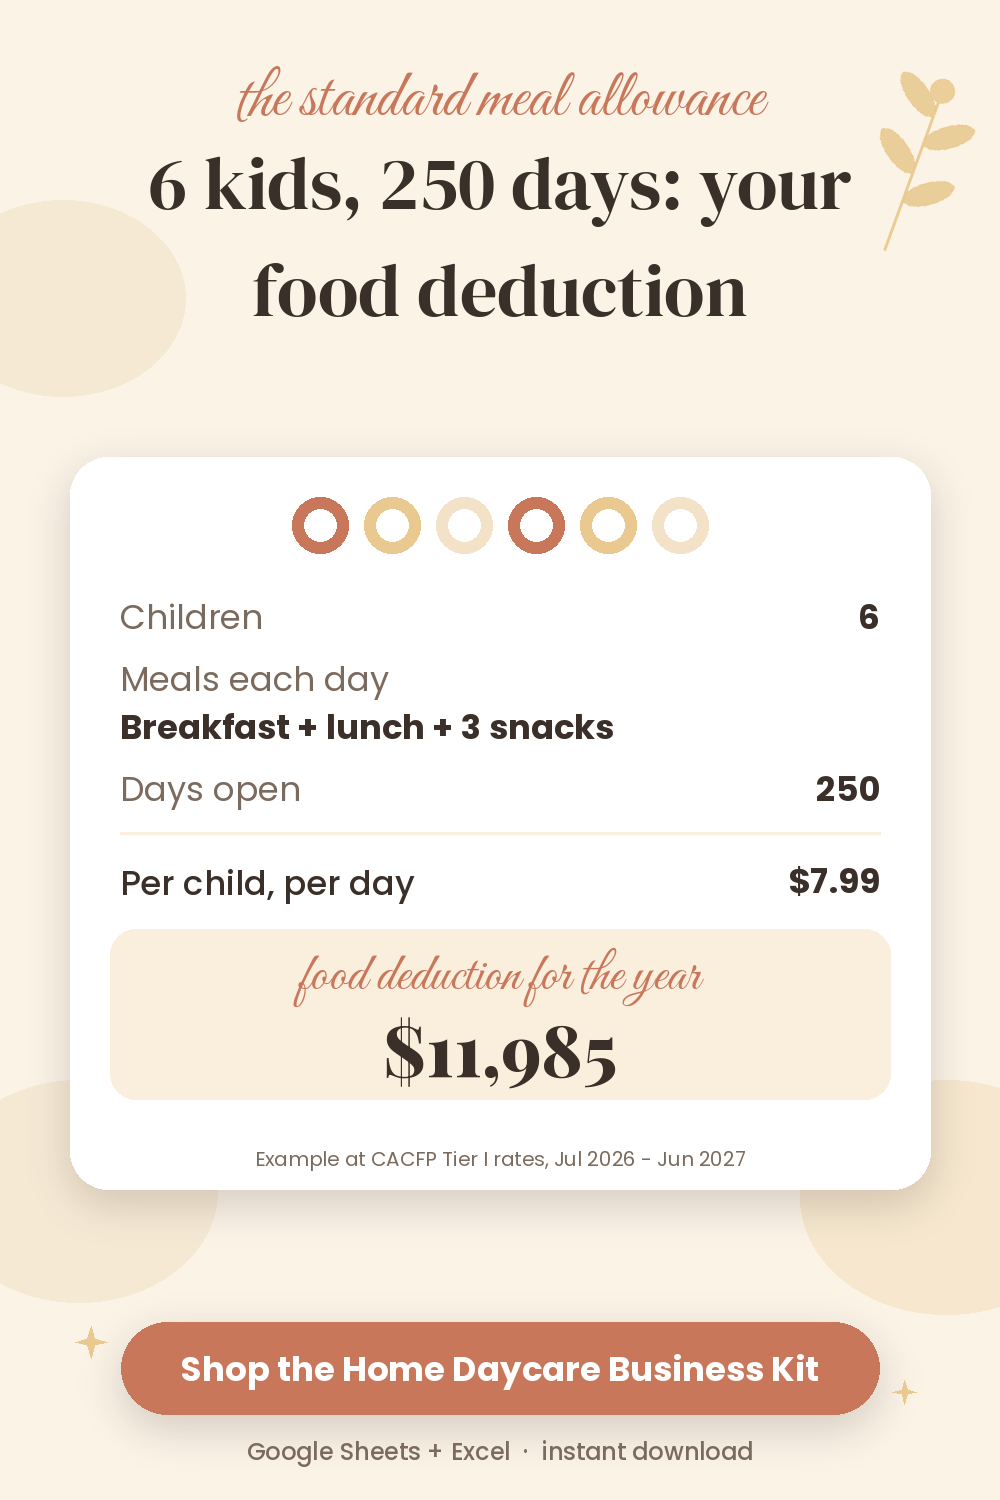 the standard meal allowance
6 kids, 250 days: your
food deduction
Children 6
Meals each day
Breakfast + lunch + 3 snacks
Days open 250
Per child, per day $7.99
food deduction for the year
$11,985
Example at CACFP Tier I rates, Jul 2026 - Jun 2027
Shop the Home Daycare Business Kit
Google Sheets + Excel · instant download